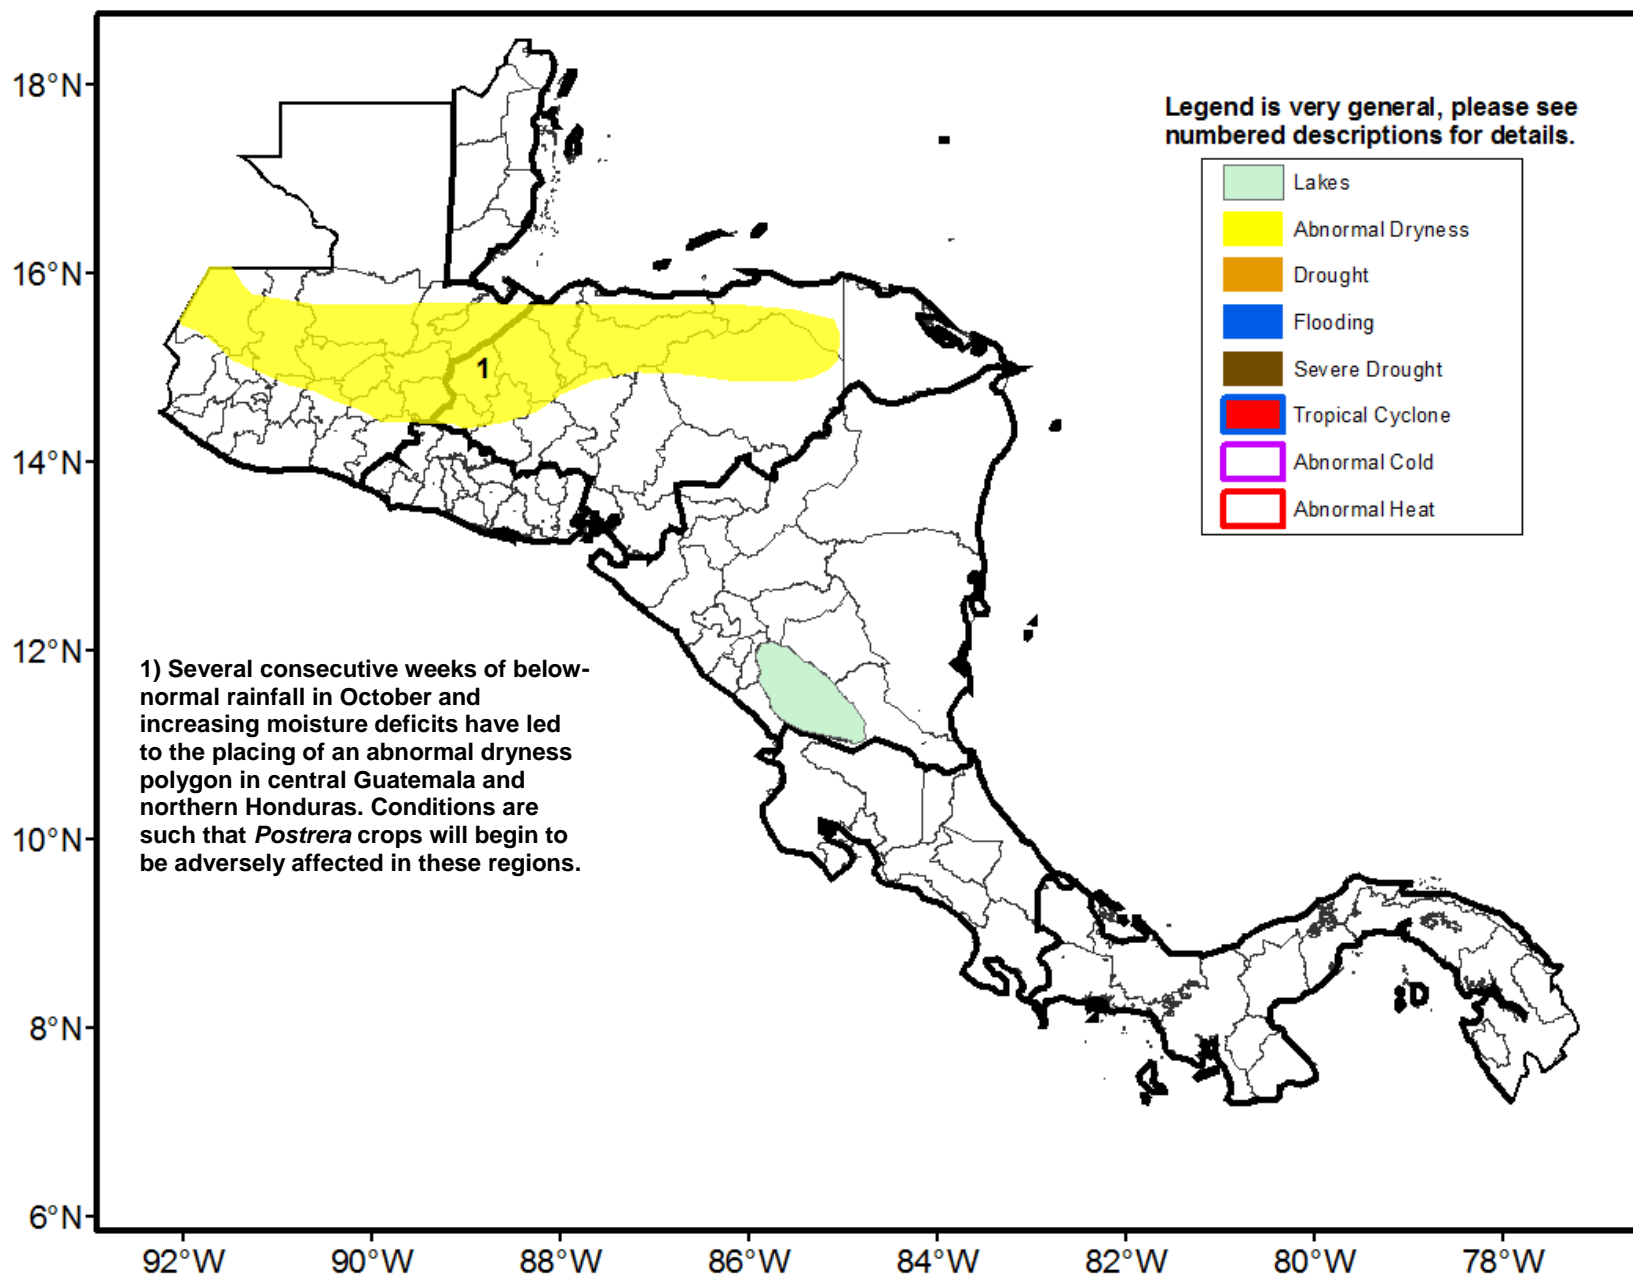 18°N
16°N
14°N
12°N
10°N
8°N
6°N
92°W
90°W
88°W
86°W
84°W
82°W
80°W
78°W
Legend is very general, please see
numbered descriptions for details.
Lakes
Abnormal Dryness
Drought
Flooding
Severe Drought
Tropical Cyclone
Abnormal Cold
Abnormal Heat
1
1) Several consecutive weeks of below-
normal rainfall in October and
increasing moisture deficits have led
to the placing of an abnormal dryness
polygon in central Guatemala and
northern Honduras. Conditions are
such that Postrera crops will begin to
be adversely affected in these regions.